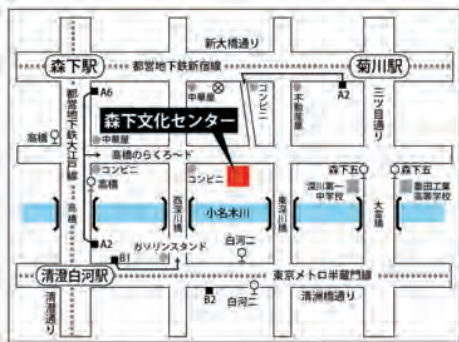 新大橋通り
森下駅
都営地下鉄新宿線
菊川駅
A6
中華屋
コンビニ
不動産屋
A2
三ツ目通り
都営地下鉄大江戸線
高橋
森下文化センター
中華屋
高橋のらくろ〜ド
コンビニ
高橋
コンビニ
森下五
森下五
深川第一
中学校
墨田工業
高等学校
高橋
西深川橋
小名木川
東深川橋
大富橋
A2
ガソリンスタンド
白河二
B1
清澄白河駅
東京メトロ半蔵門線
清澄通り
B2
白河二
清洲橋通り